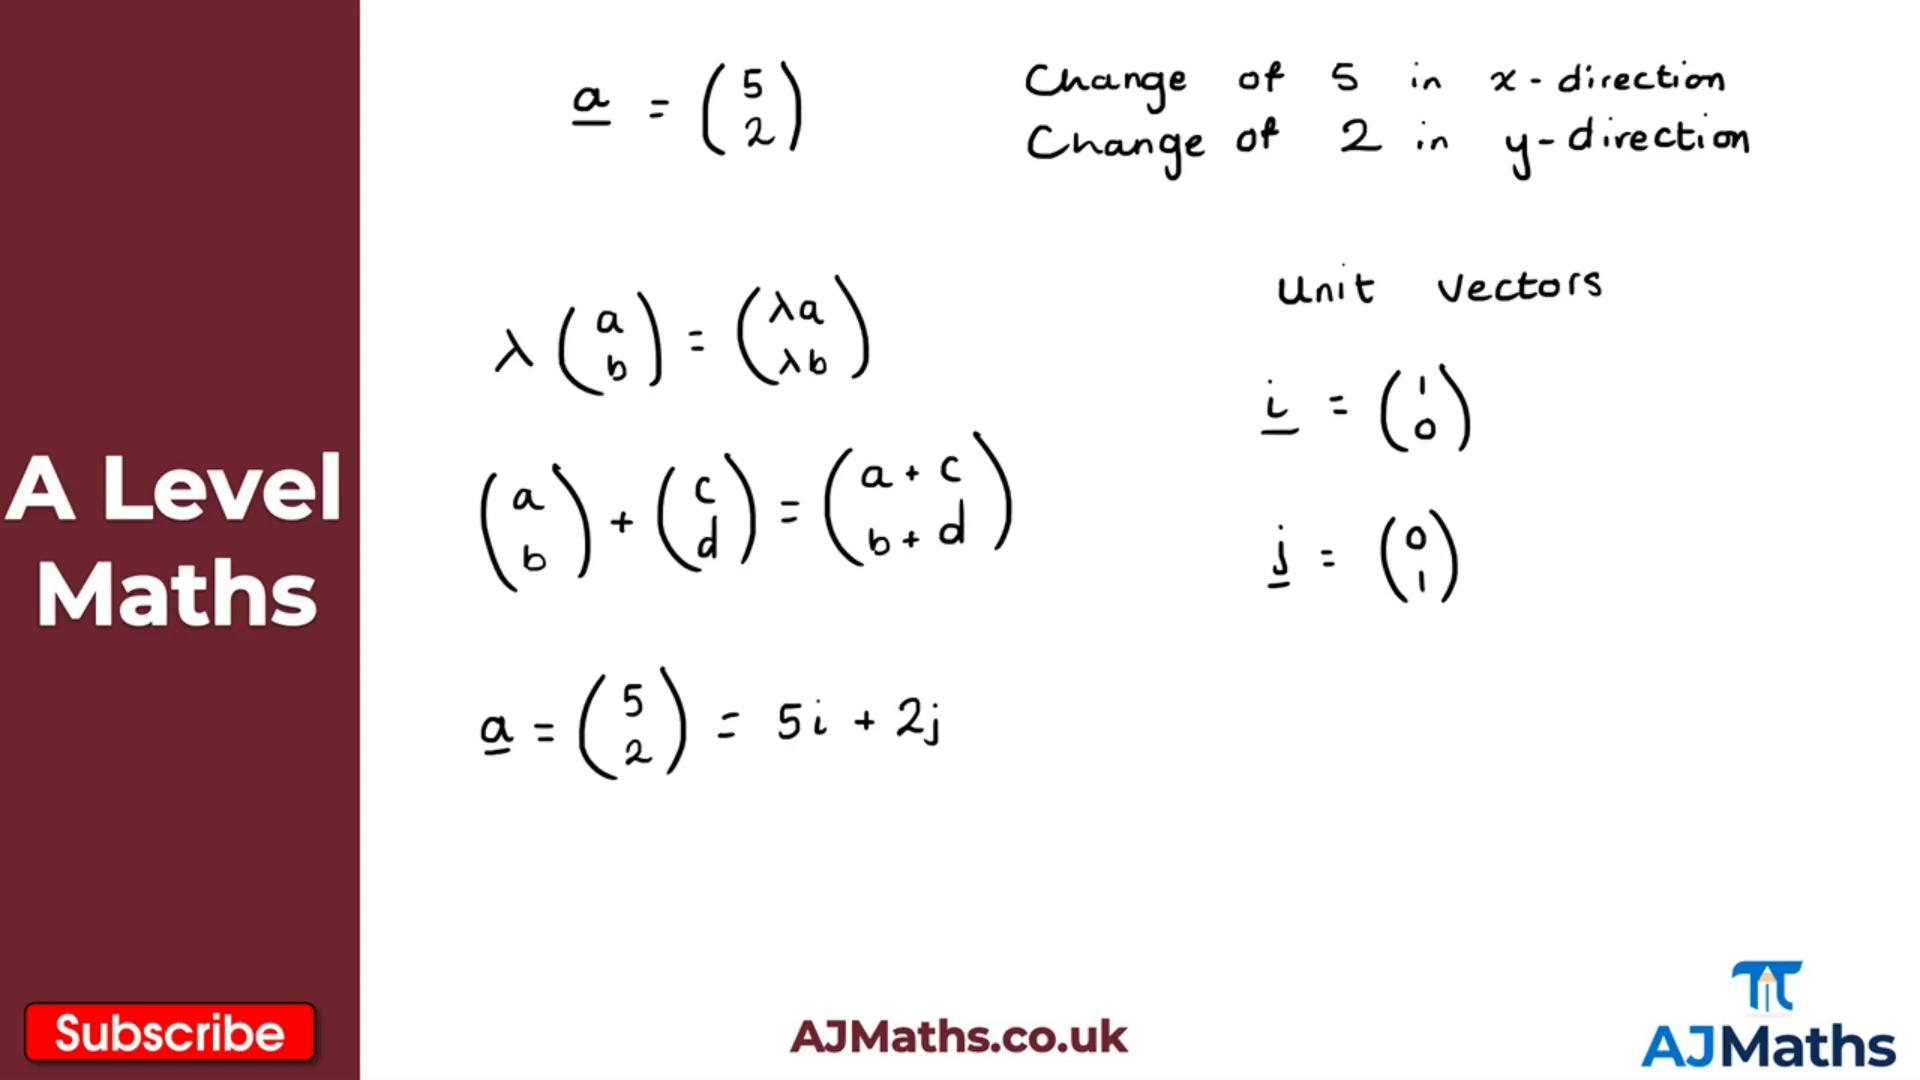 a = (5 2)
Change of 5 in x-direction
Change of 2 in y-direction
λ (a b) = (λa λb)
Unit vectors
i = (1 0)
(a b) + (c d) = (a + c b + d)
j = (0 1)
a = (5 2) = 5i + 2j
A Level
Maths
Subscribe
AJMaths.co.uk
AJMaths